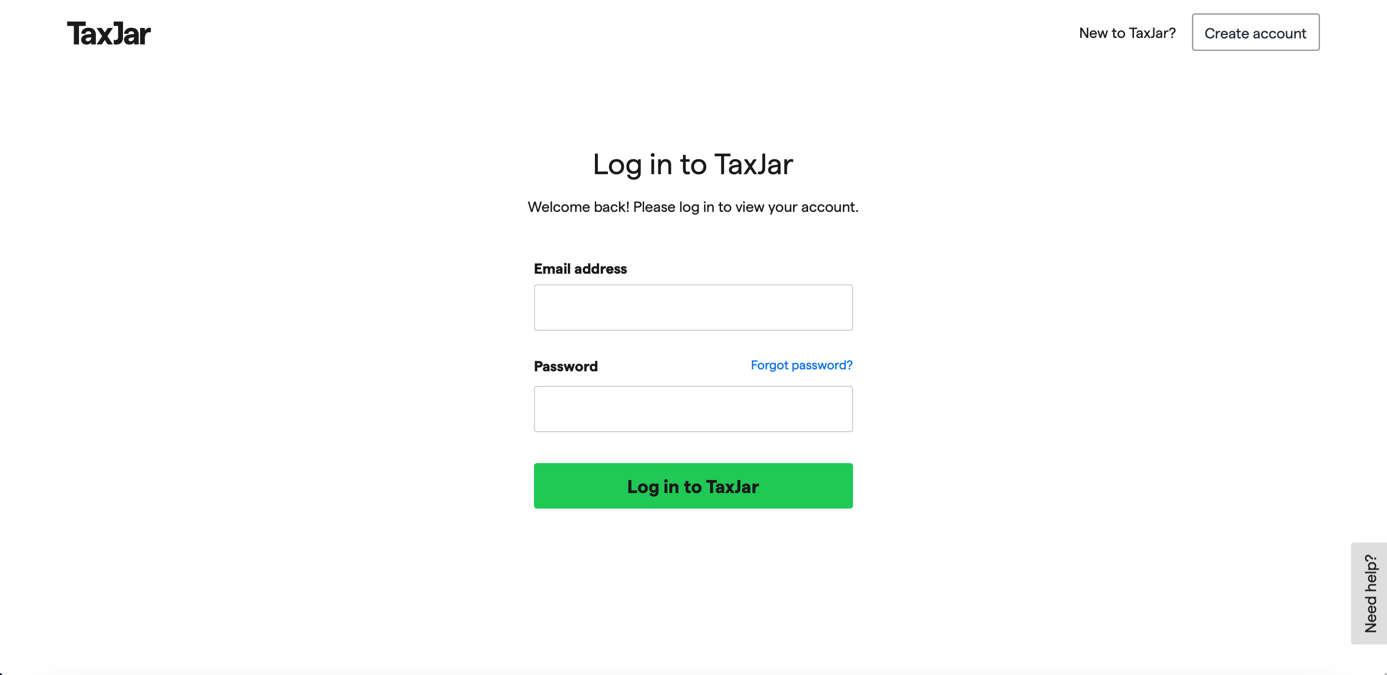 TaxJar
New to TaxJar? Create account
Log in to TaxJar
Welcome back! Please log in to view your account.
Email address
Password Forgot password?
Log in to TaxJar
Need help?